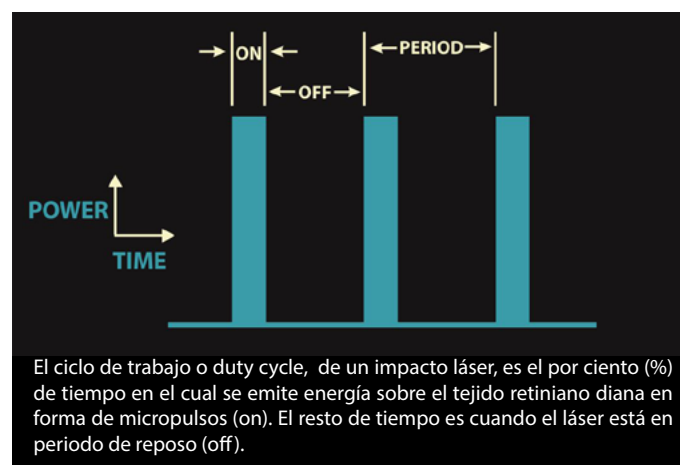 ON
PERIOD
OFF
POWER
TIME
El ciclo de trabajo o duty cycle, de un impacto láser, es el por ciento (%)
de tiempo en el cual se emite energía sobre el tejido retiniano diana en
forma de micropulsos (on). El resto de tiempo es cuando el láser está en
periodo de reposo (off).